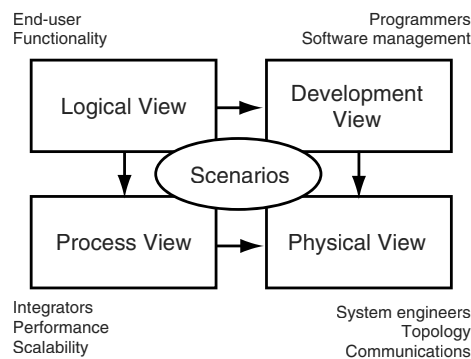 End-user
Functionality
Programmers
Software management
Logical View
Development
View
Scenarios
Process View
Physical View
Integrators
Performance
Scalability
System engineers
Topology
Communications